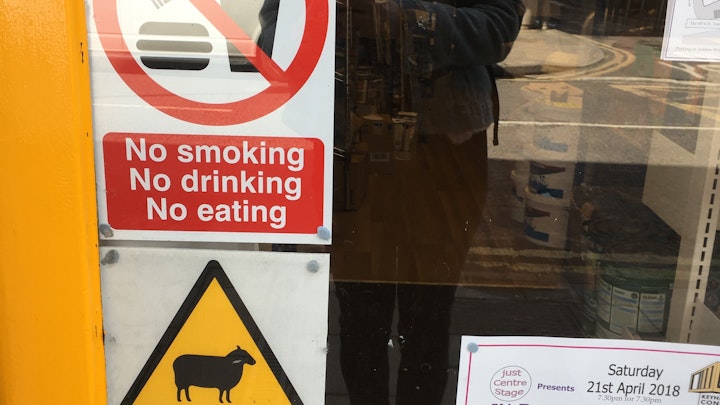 No smoking
No drinking
No eating
just
Centre
Stage
Presents
Saturday
21st April 2018
7.30pm for 7.30pm